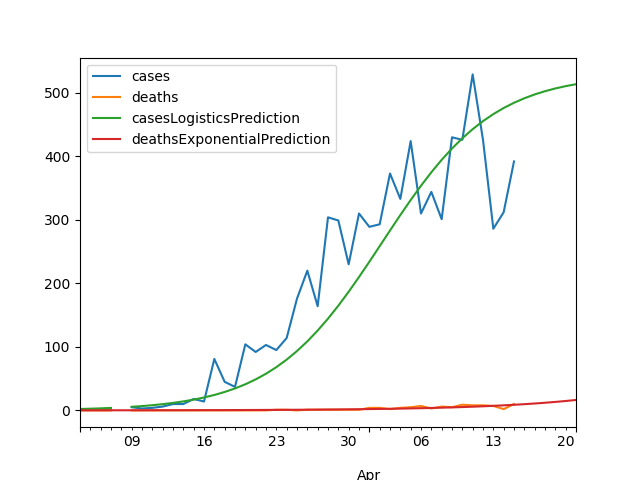 cases
deaths
casesLogisticsPrediction
deathsExponentialPrediction
500
400
300
200
100
0
09 16 23 30 06 13 20
Apr